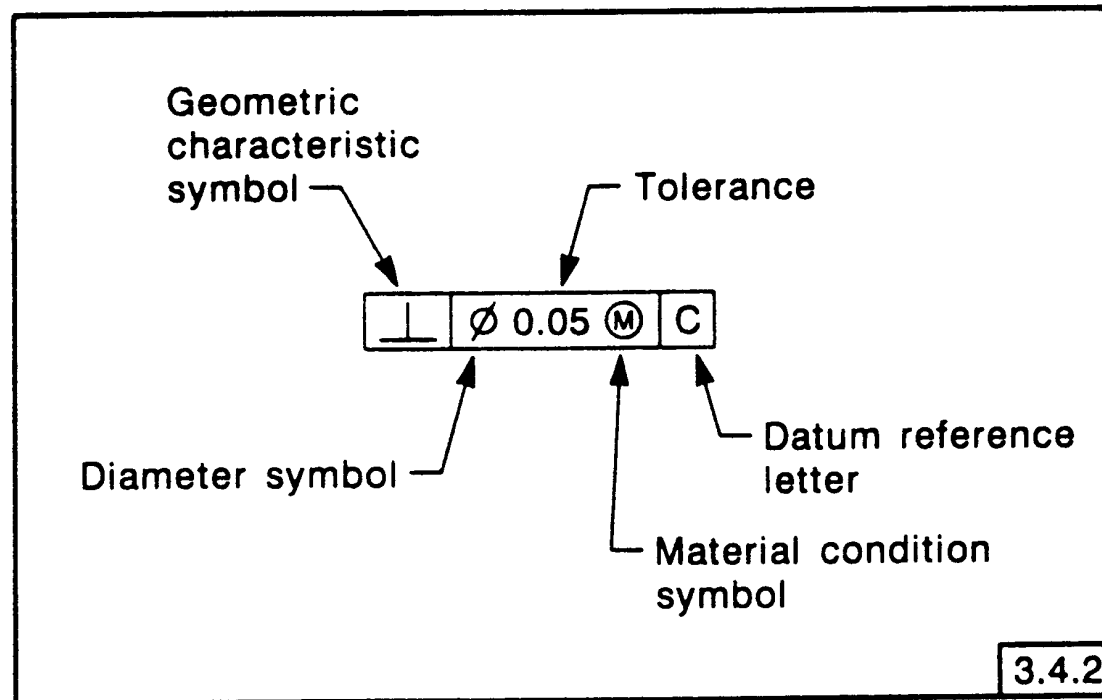 Geometric
characteristic
symbol
Tolerance
⊥ Ø 0.05 Ⓜ C
Diameter symbol
Datum reference
letter
Material condition
symbol
3.4.2